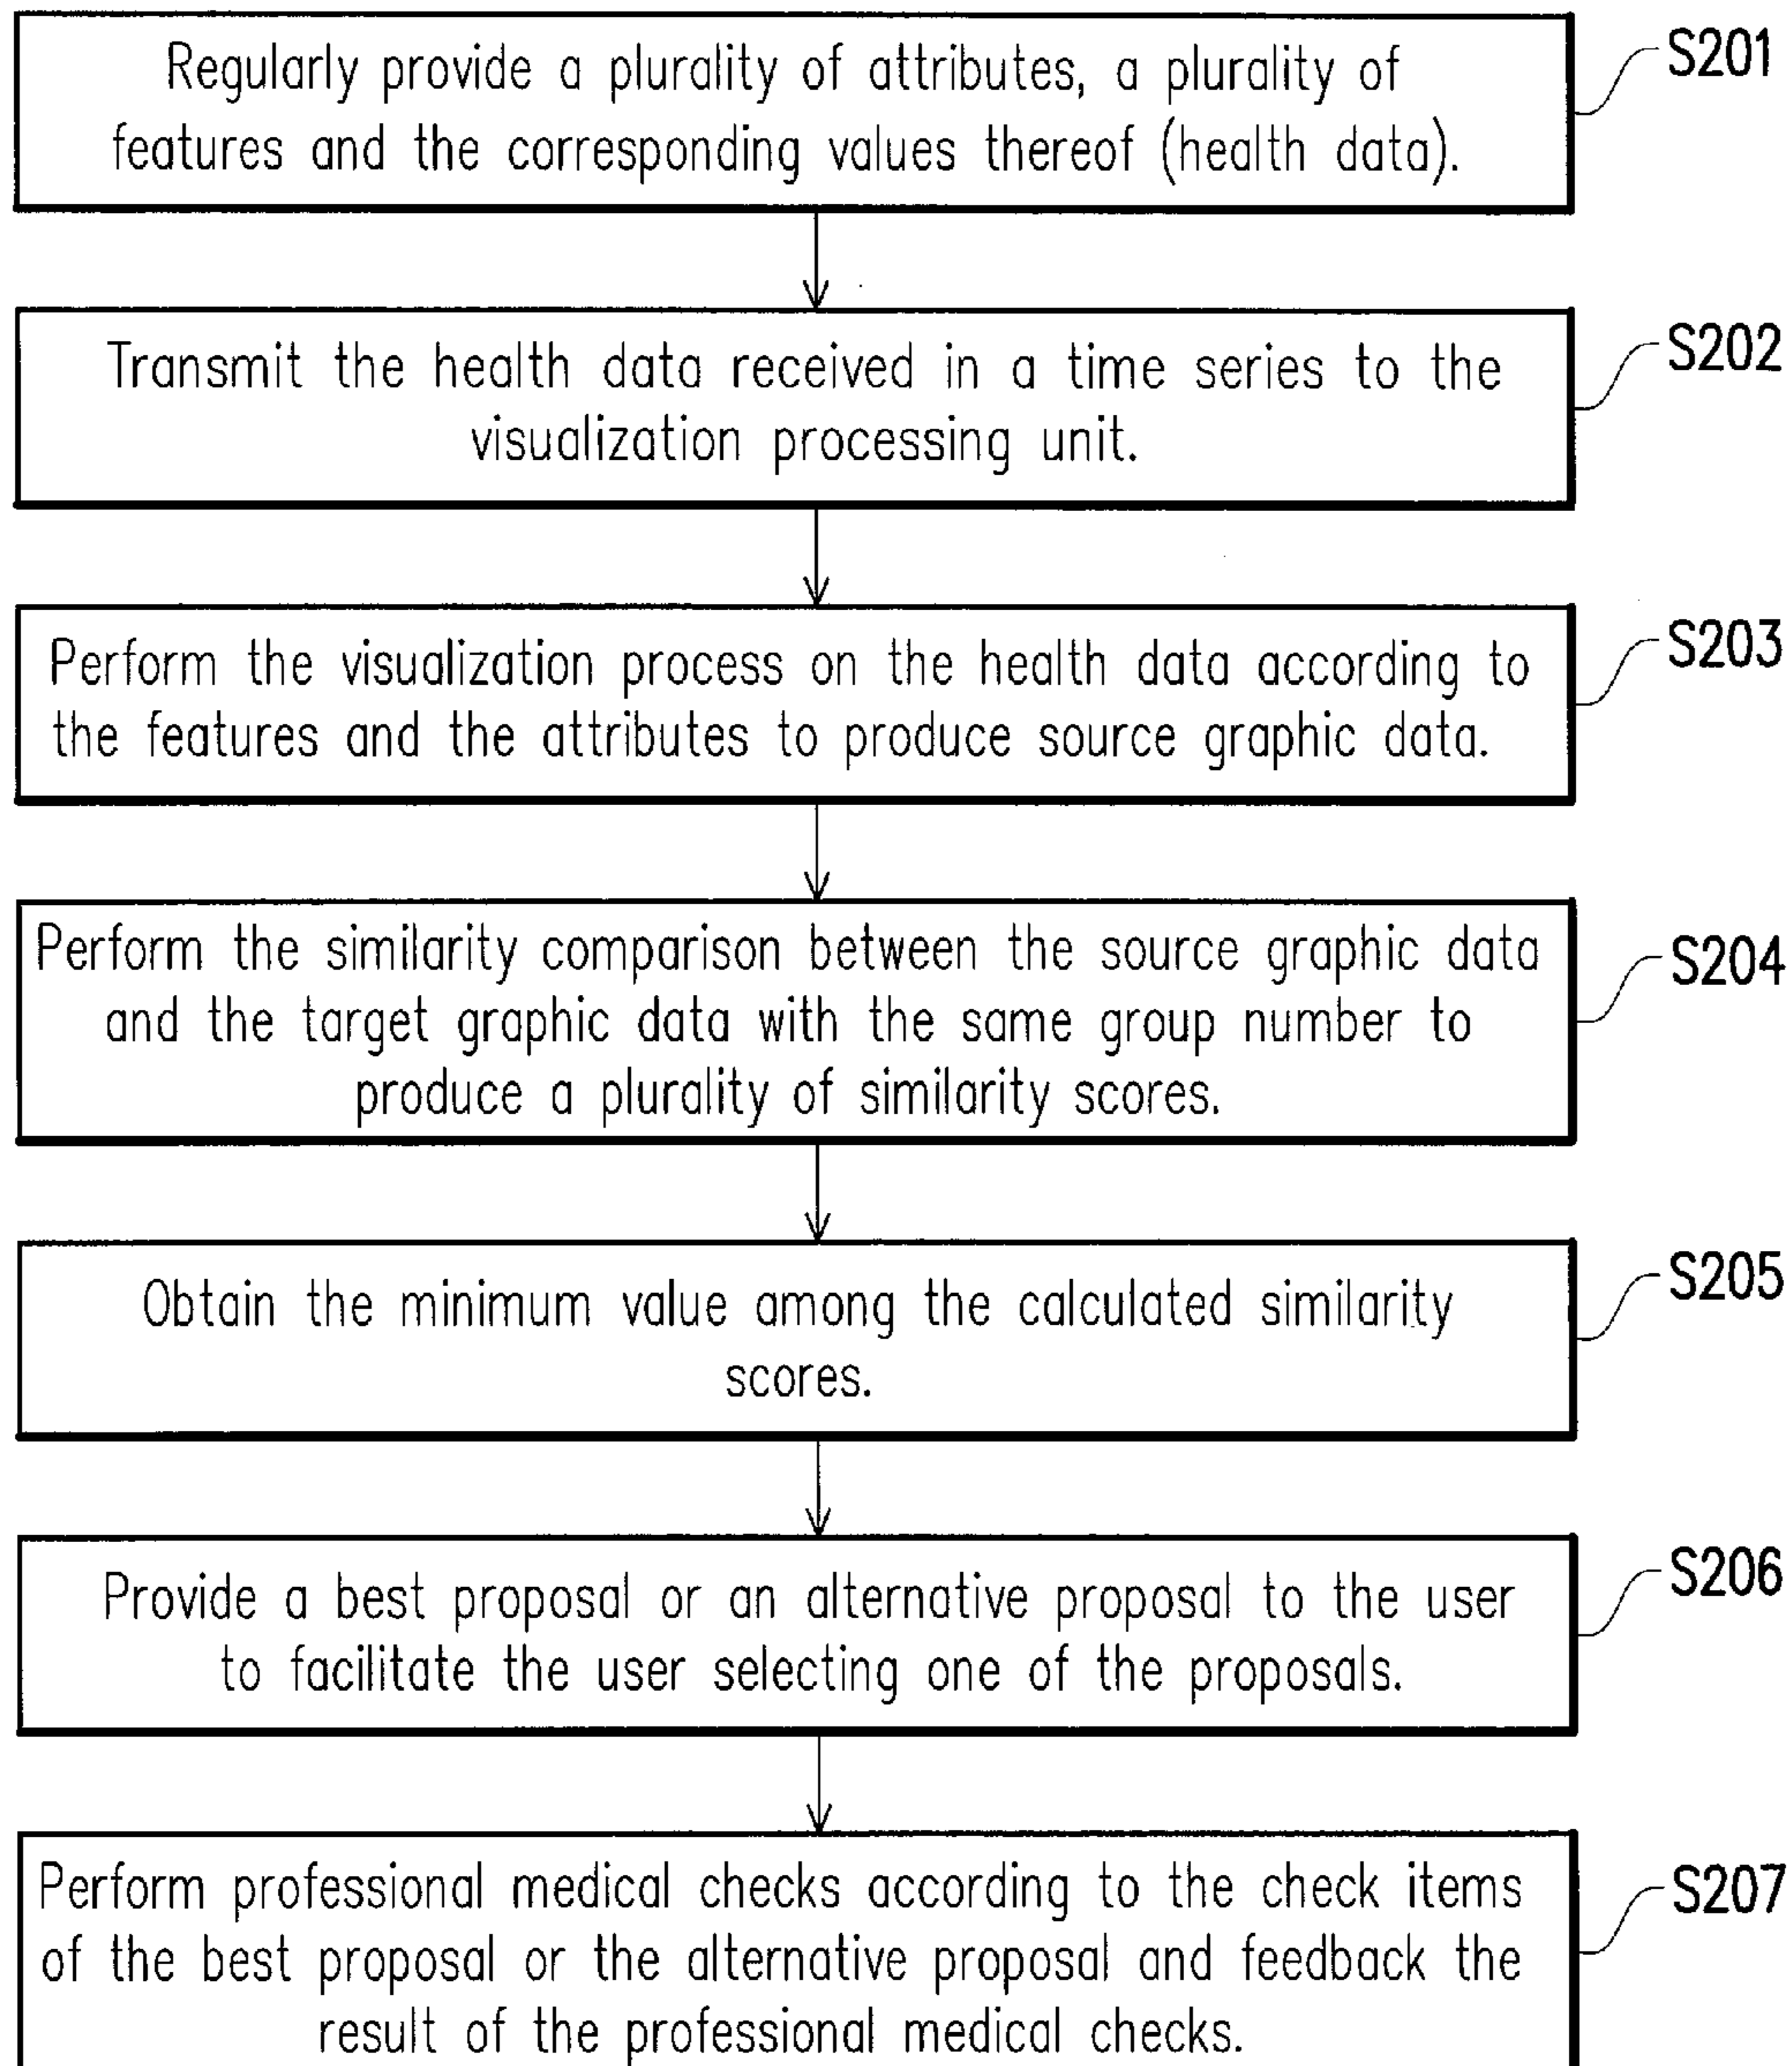 Regularly provide a plurality of attributes, a plurality of
features and the corresponding values thereof (health data).
S201
Transmit the health data received in a time series to the
visualization processing unit.
S202
Perform the visualization process on the health data according to
the features and the attributes to produce source graphic data.
S203
Perform the similarity comparison between the source graphic data
and the target graphic data with the same group number to
produce a plurality of similarity scores.
S204
Obtain the minimum value among the calculated similarity
scores.
S205
Provide a best proposal or an alternative proposal to the user
to facilitate the user selecting one of the proposals.
S206
Perform professional medical checks according to the check items
of the best proposal or the alternative proposal and feedback the
result of the professional medical checks.
S207